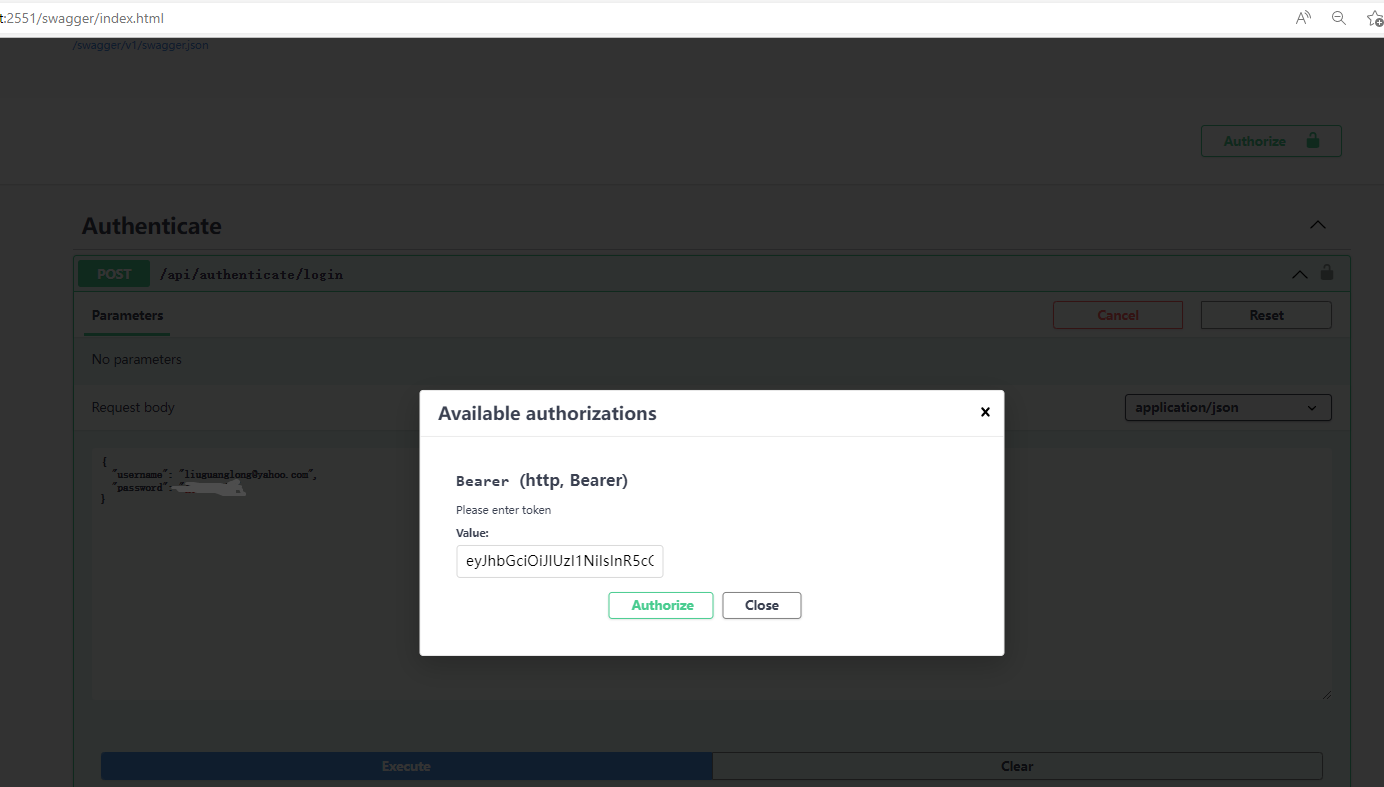 t:2551/swagger/index.html
/swagger/v1/swagger.json
Authorize
Authenticate
POST /api/authenticate/login
Parameters Cancel Reset
No parameters
Request body application/json
Available authorizations
{
"username": "liuguanglong@yahoo.com",
"password":
}
Bearer (http, Bearer)
Please enter token
Value:
Authorize Close
Execute Clear